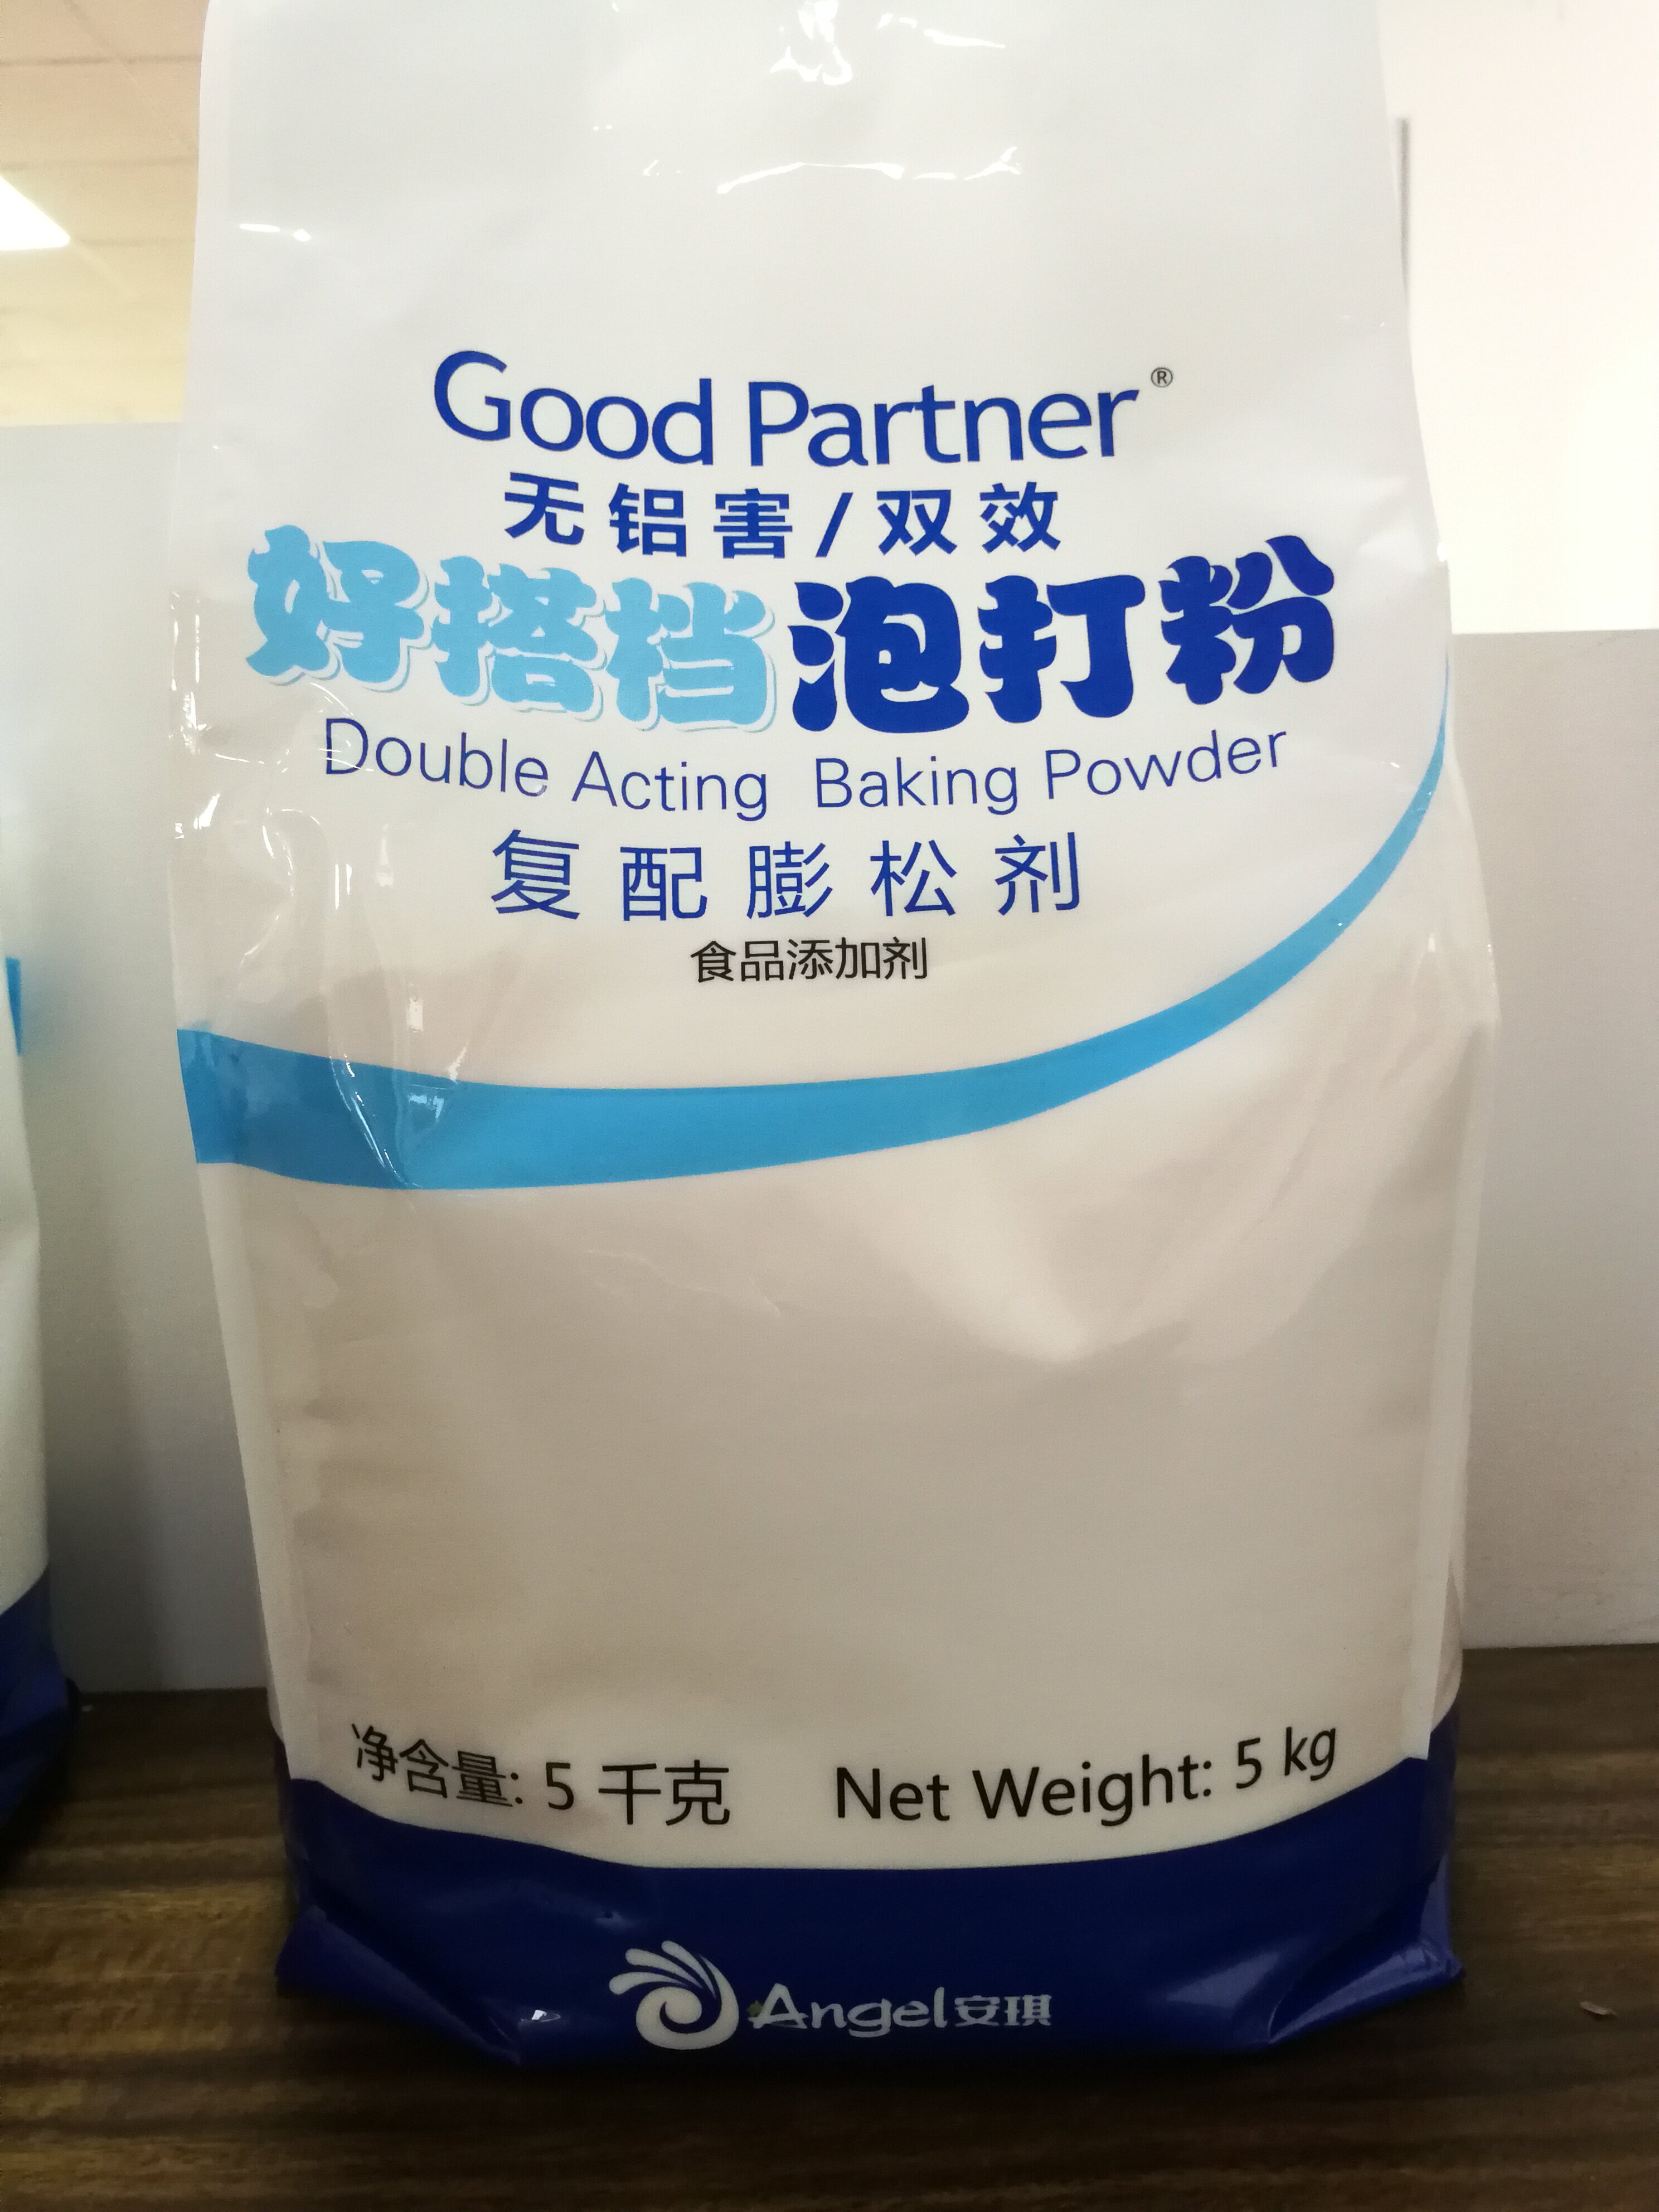 Good Partner®
无铝害/双效
好搭档泡打粉
Double Acting Baking Powder
复配膨松剂
食品添加剂
净含量: 5 千克 Net Weight: 5 kg
Angel安琪